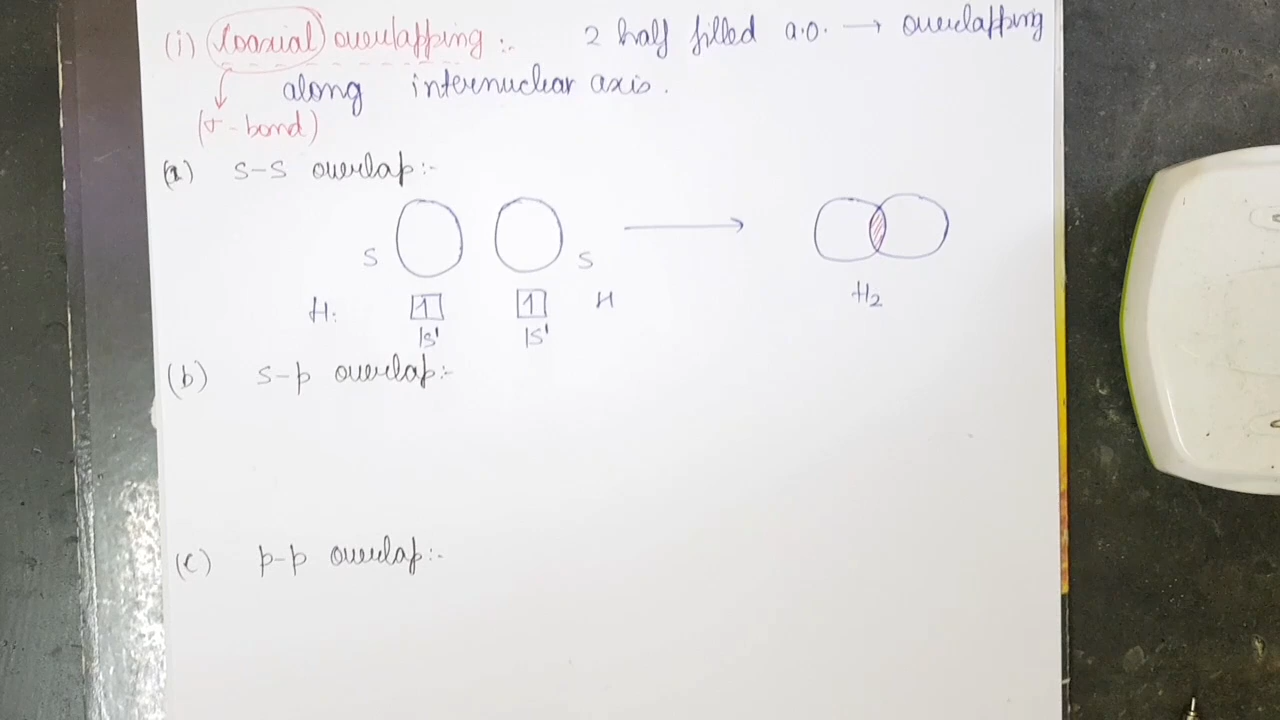 (i) Coaxial overlapping :- 2 half filled a.o. → overlapping
along internuclear axis.
(σ-bond)
(a) s-s overlap:-
s s
H: 1 1 H
1s¹ 1s¹
H₂
(b) s-p overlap:-
(c) p-p overlap:-